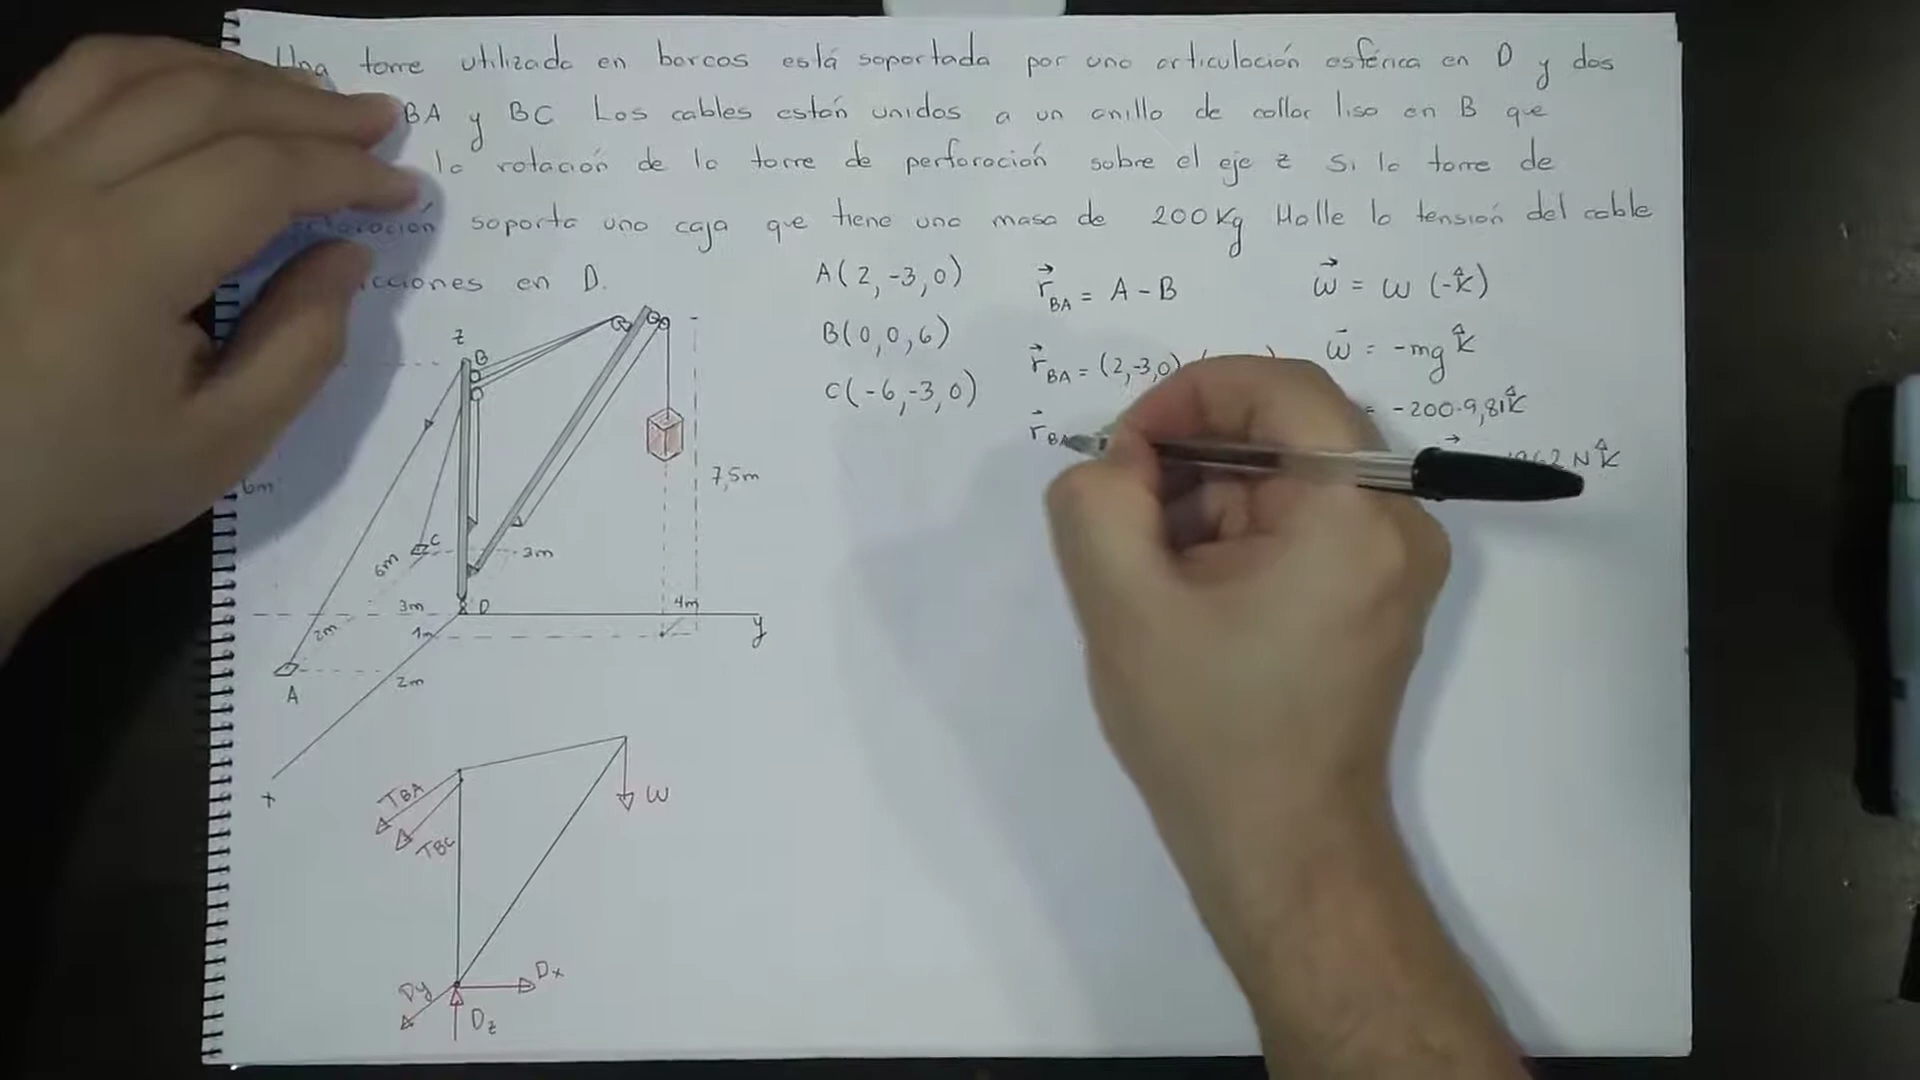 Una torre utilizada en barcos está soportada por una articulación esférica en D y dos
BA y BC Los cables están unidos a un anillo de collar liso en B que
la rotación de la torre de perforación sobre el eje z Si la torre de
perforación soporta una caja que tiene una masa de 200 Kg Halle la tensión del cable
cciones en D.
A(2,-3,0)
B(0,0,6)
C(-6,-3,0)
r⃗BA = A - B
r⃗BA = (2,-3,0)
r⃗BA
w⃗ = w (-k̂)
w⃗ = -mg k̂
= -200·9,81k̂
N k̂
z
B
6m
C
6m
3m
7,5m
3m
D
4m
2m
1m
y
A
2m
x
TBA
TBC
W
Dy
Dx
Dz